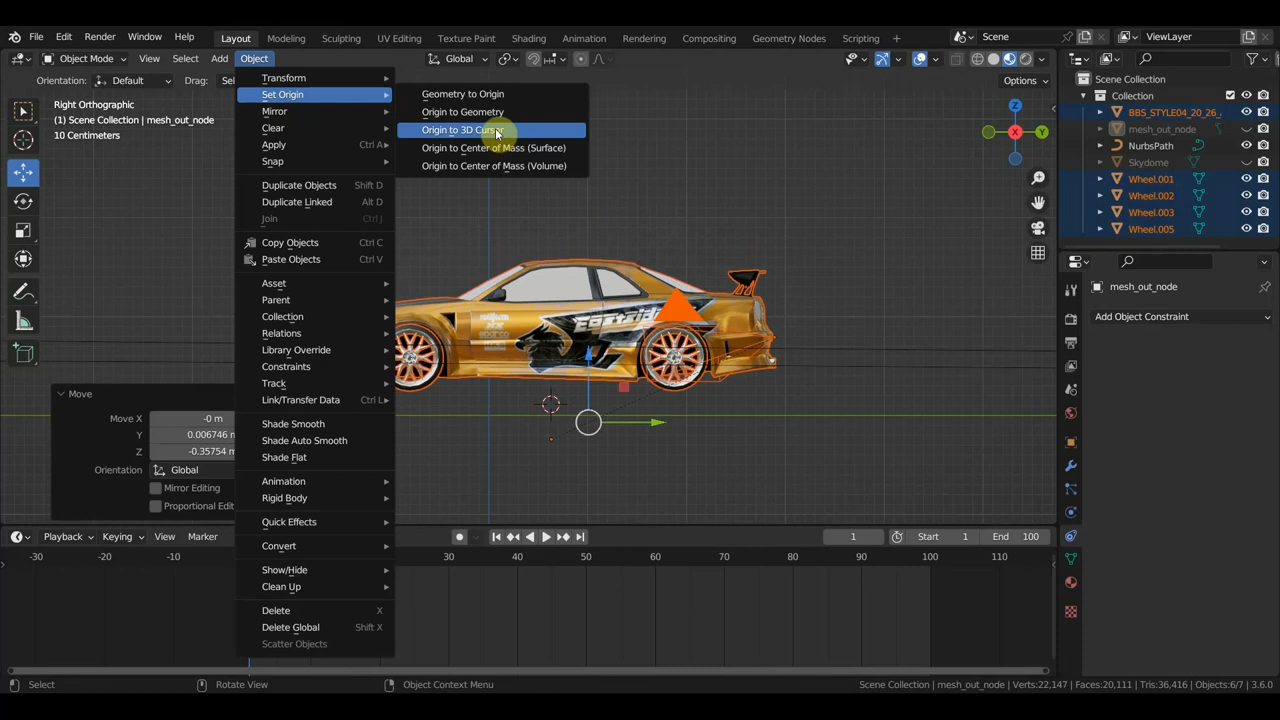 File Edit Render Window Help Layout Modeling Sculpting UV Editing Texture Paint Shading Animation Rendering Compositing Geometry Nodes Scripting + Scene ViewLayer
Object Mode View Select Add Object Global
Orientation: Default Drag: Sel Options
Right Orthographic
(1) Scene Collection | mesh_out_node
10 Centimeters
Transform
Set Origin
Mirror
Clear
Apply Ctrl A
Snap
Duplicate Objects Shift D
Duplicate Linked Alt D
Join Ctrl J
Copy Objects Ctrl C
Paste Objects Ctrl V
Asset
Parent
Collection
Relations
Library Override
Constraints
Track
Link/Transfer Data Ctrl L
Shade Smooth
Shade Auto Smooth
Shade Flat
Animation
Rigid Body
Quick Effects
Convert
Show/Hide
Clean Up
Delete X
Delete Global Shift X
Scatter Objects
Geometry to Origin
Origin to Geometry
Origin to 3D Cursor
Origin to Center of Mass (Surface)
Origin to Center of Mass (Volume)
Z
X
Y
Move
Move X -0 m
Y 0.006746 m
Z -0.35754 m
Orientation Global
Mirror Editing
Proportional Edit
Scene Collection
Collection
BBS_STYLE04_20_26_
mesh_out_node
NurbsPath
Skydome
Wheel.001
Wheel.002
Wheel.003
Wheel.005
mesh_out_node
Add Object Constraint
Playback Keying View Marker 1 Start 1 End 100
-30 -20 -10 30 40 50 60 70 80 90 100 110 120
Select Rotate View Object Context Menu Scene Collection | mesh_out_node | Verts:22,147 | Faces:20,111 | Tris:36,416 | Objects:6/7 | 3.6.0